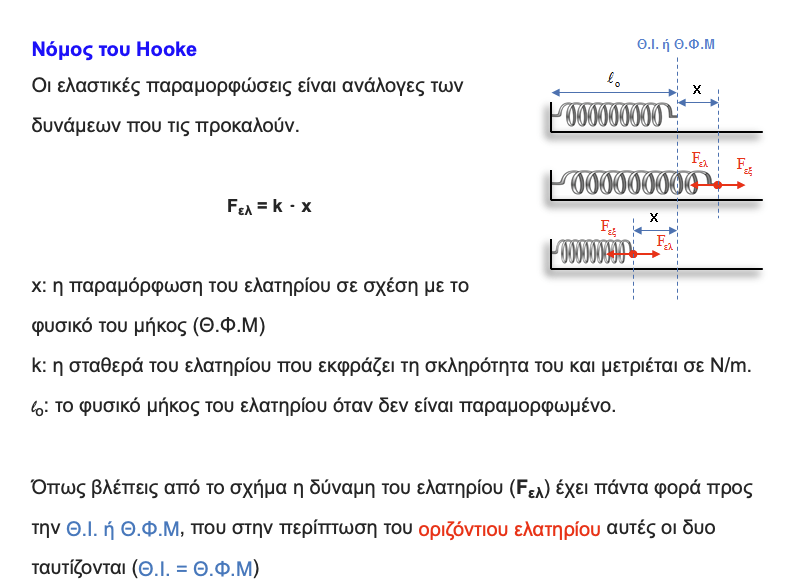 Νόμος του Hooke
Οι ελαστικές παραμορφώσεις είναι ανάλογες των
δυνάμεων που τις προκαλούν.
Fελ = k · x
Θ.Ι. ή Θ.Φ.Μ
ℓο
x
Fελ
Fεξ
x
Fεξ
Fελ
x: η παραμόρφωση του ελατηρίου σε σχέση με το
φυσικό του μήκος (Θ.Φ.Μ)
k: η σταθερά του ελατηρίου που εκφράζει τη σκληρότητα του και μετριέται σε N/m.
ℓο: το φυσικό μήκος του ελατηρίου όταν δεν είναι παραμορφωμένο.
Όπως βλέπεις από το σχήμα η δύναμη του ελατηρίου (Fελ) έχει πάντα φορά προς
την Θ.Ι. ή Θ.Φ.Μ, που στην περίπτωση του οριζόντιου ελατηρίου αυτές οι δυο
ταυτίζονται (Θ.Ι. = Θ.Φ.Μ)